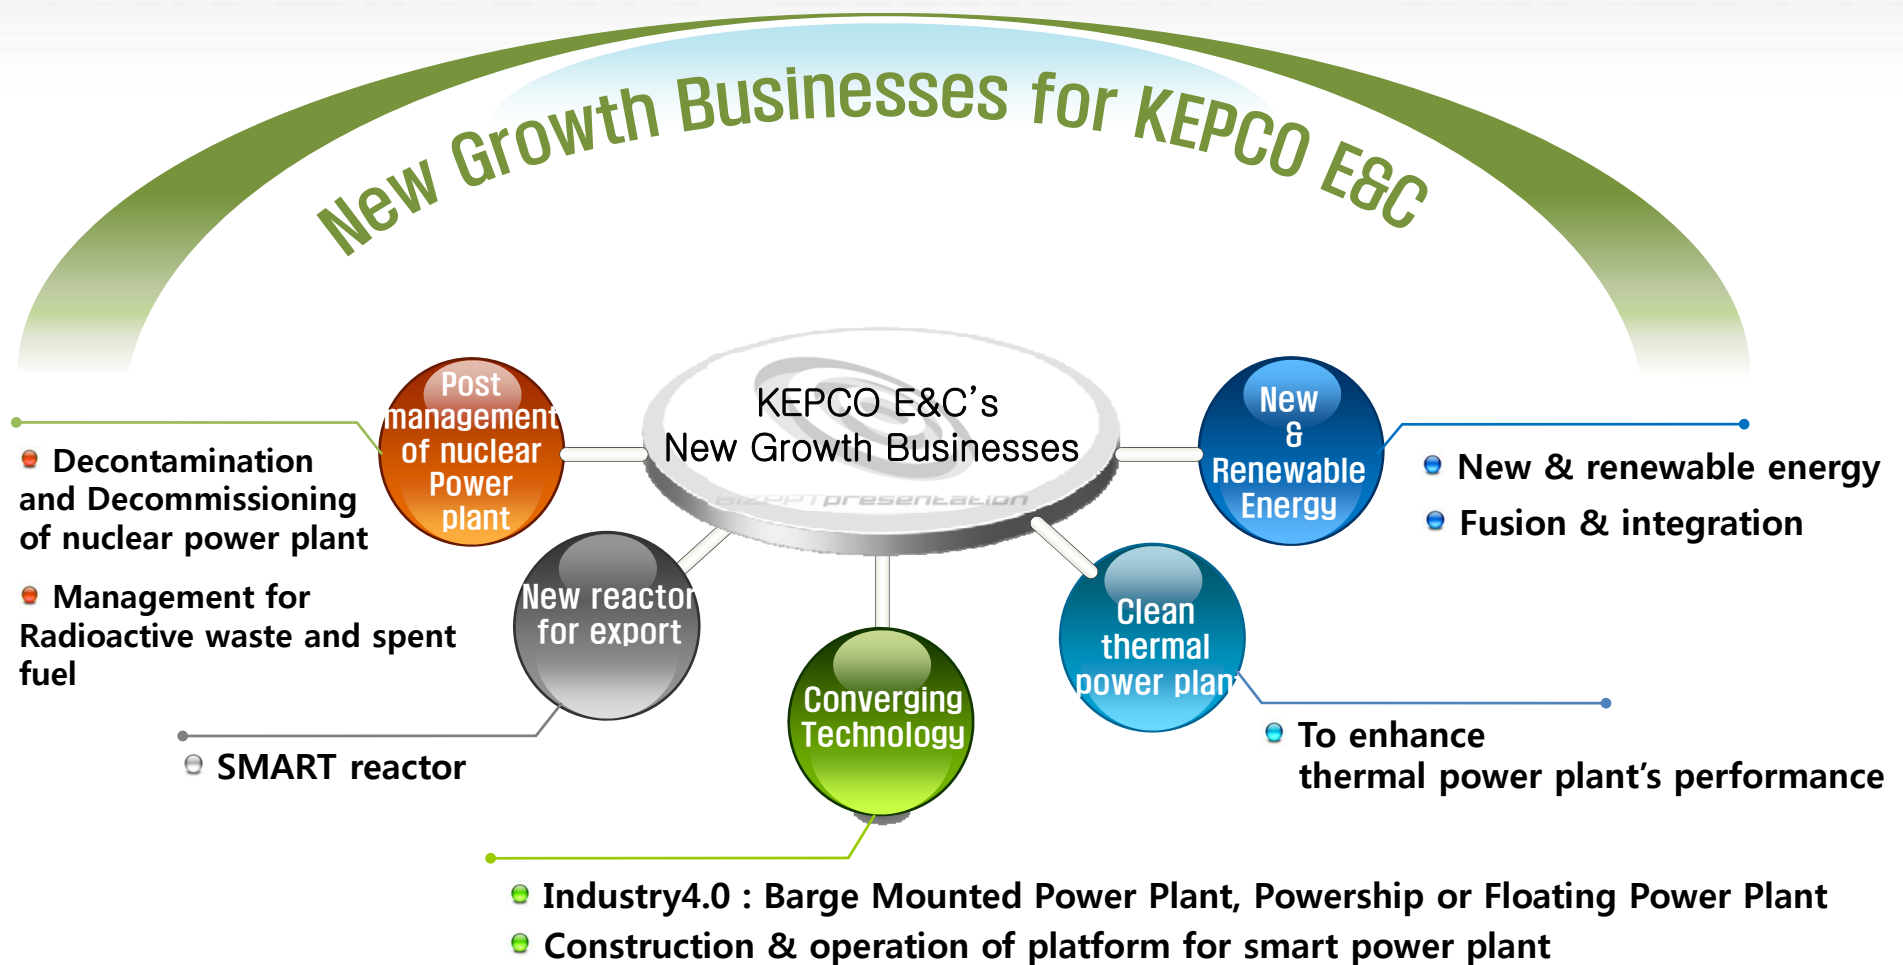 New Growth Businesses for KEPCO E&C
KEPCO E&C's
New Growth Businesses
BIZPPTpresentation
Post
management
of nuclear
Power
plant
Decontamination
and Decommissioning
of nuclear power plant
Management for
Radioactive waste and spent
fuel
New reactor
for export
SMART reactor
Converging
Technology
Industry4.0 : Barge Mounted Power Plant, Powership or Floating Power Plant
Construction & operation of platform for smart power plant
Clean
thermal
power plant
To enhance
thermal power plant's performance
New
&
Renewable
Energy
New & renewable energy
Fusion & integration